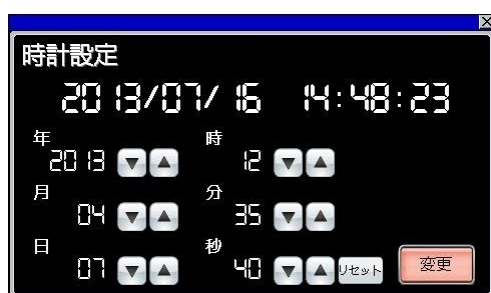 時計設定
2013/07/16 14:48:23
年 時
2013 ▼ ▲ 12 ▼ ▲
月 分
04 ▼ ▲ 35 ▼ ▲
日 秒
07 ▼ ▲ 40 ▼ ▲ リセット 変更